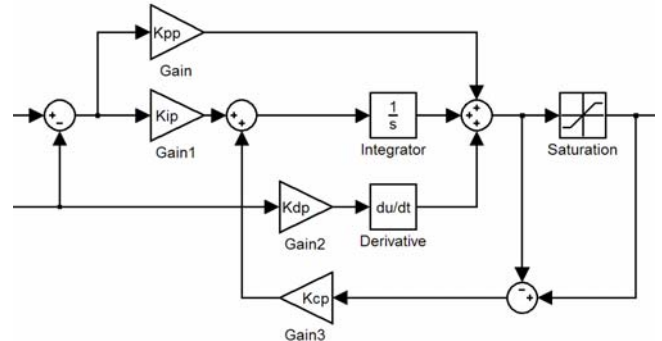 Kpp
Gain
+
−
Kip
Gain1
+
+
1
s
Integrator
+
+
+
Saturation
Kdp
Gain2
du/dt
Derivative
Kcp
Gain3
−
+